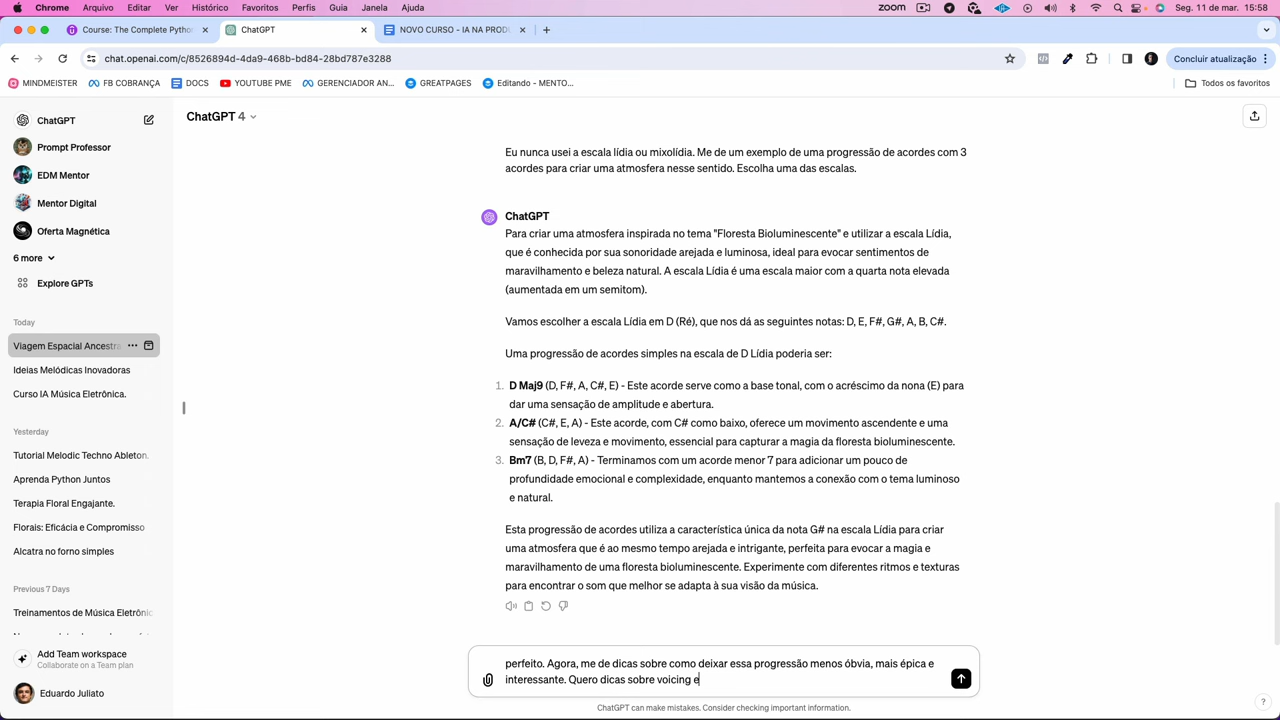 Chrome Arquivo Editar Ver Histórico Favoritos Perfis Guia Janela Ajuda
zoom Seg. 11 de mar. 15:58
Course: The Complete Pytho
ChatGPT
NOVO CURSO - IA NA PROD
chat.openai.com/c/8526894d-4da9-468b-bd84-28bd787e3288
Concluir atualização
MINDMEISTER FB COBRANÇA DOCS YOUTUBE PME GERENCIADOR AN... GREATPAGES Editando - MENTO...
Todos os favoritos
ChatGPT
Prompt Professor
EDM Mentor
Mentor Digital
Oferta Magnética
6 more
Explore GPTs
Today
Viagem Espacial Ancestra
Ideias Melódicas Inovadoras
Curso IA Música Eletrônica.
Yesterday
Tutorial Melodic Techno Ableton.
Aprenda Python Juntos
Terapia Floral Engajante.
Florais: Eficácia e Compromisso
Alcatra no forno simples
Previous 7 Days
Treinamentos de Música Eletrônic
Add Team workspace
Collaborate on a Team plan
Eduardo Juliato
ChatGPT 4
Eu nunca usei a escala lídia ou mixolídia. Me de um exemplo de uma progressão de acordes com 3
acordes para criar uma atmosfera nesse sentido. Escolha uma das escalas.
ChatGPT
Para criar uma atmosfera inspirada no tema "Floresta Bioluminescente" e utilizar a escala Lídia,
que é conhecida por sua sonoridade arejada e luminosa, ideal para evocar sentimentos de
maravilhamento e beleza natural. A escala Lídia é uma escala maior com a quarta nota elevada
(aumentada em um semitom).
Vamos escolher a escala Lídia em D (Ré), que nos dá as seguintes notas: D, E, F#, G#, A, B, C#.
Uma progressão de acordes simples na escala de D Lídia poderia ser:
1. D Maj9 (D, F#, A, C#, E) - Este acorde serve como a base tonal, com o acréscimo da nona (E) para
dar uma sensação de amplitude e abertura.
2. A/C# (C#, E, A) - Este acorde, com C# como baixo, oferece um movimento ascendente e uma
sensação de leveza e movimento, essencial para capturar a magia da floresta bioluminescente.
3. Bm7 (B, D, F#, A) - Terminamos com um acorde menor 7 para adicionar um pouco de
profundidade emocional e complexidade, enquanto mantemos a conexão com o tema luminoso
e natural.
Esta progressão de acordes utiliza a característica única da nota G# na escala Lídia para criar
uma atmosfera que é ao mesmo tempo arejada e intrigante, perfeita para evocar a magia e
maravilhamento de uma floresta bioluminescente. Experimente com diferentes ritmos e texturas
para encontrar o som que melhor se adapta à sua visão da música.
perfeito. Agora, me de dicas sobre como deixar essa progressão menos óbvia, mais épica e
interessante. Quero dicas sobre voicing e
ChatGPT can make mistakes. Consider checking important information.
?